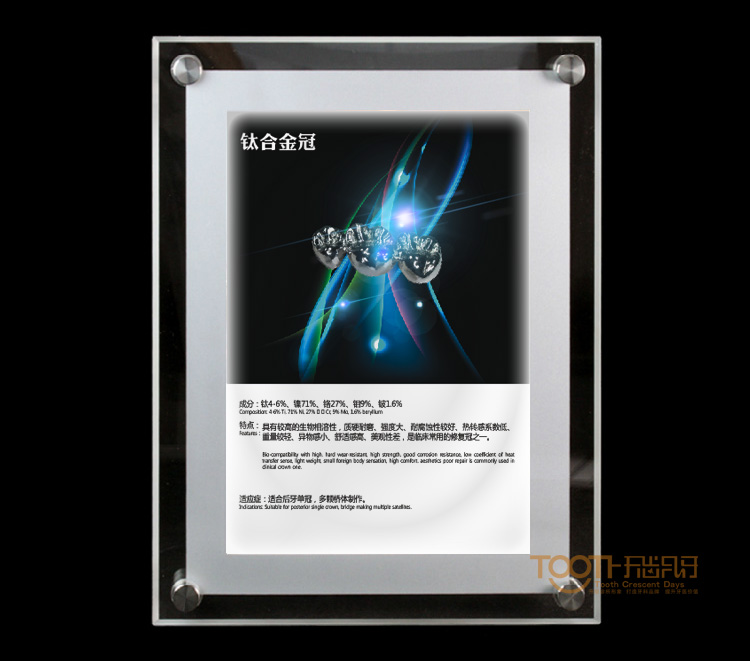 钛合金冠
成分：钛4-6%、镍71%、铬27%、钼9%、铍1.6%
Composition: 4-6% Ti, 71% Ni, 27% Cr, 9% Mo, 1.6% beryllium
特点：具有较高的生物相溶性，质硬耐磨、强度大、耐腐蚀性较好、热传感系数低、
Features: 重量较轻、异物感小、舒适感高、美观性差，是临床常用的修复冠之一。
Bio-compatibility with high, hard wear-resistant, high strength, good corrosion resistance, low coefficient of heat
transfer sense, light weight, small foreign body sensation, high comfort, aesthetics poor repair is commonly used in
clinical crown one.
适应症：适合后牙单冠，多颗桥体制作。
Indications: Suitable for posterior single crown, bridge making multiple satellites.
TOOTH
Tooth Crescent Days